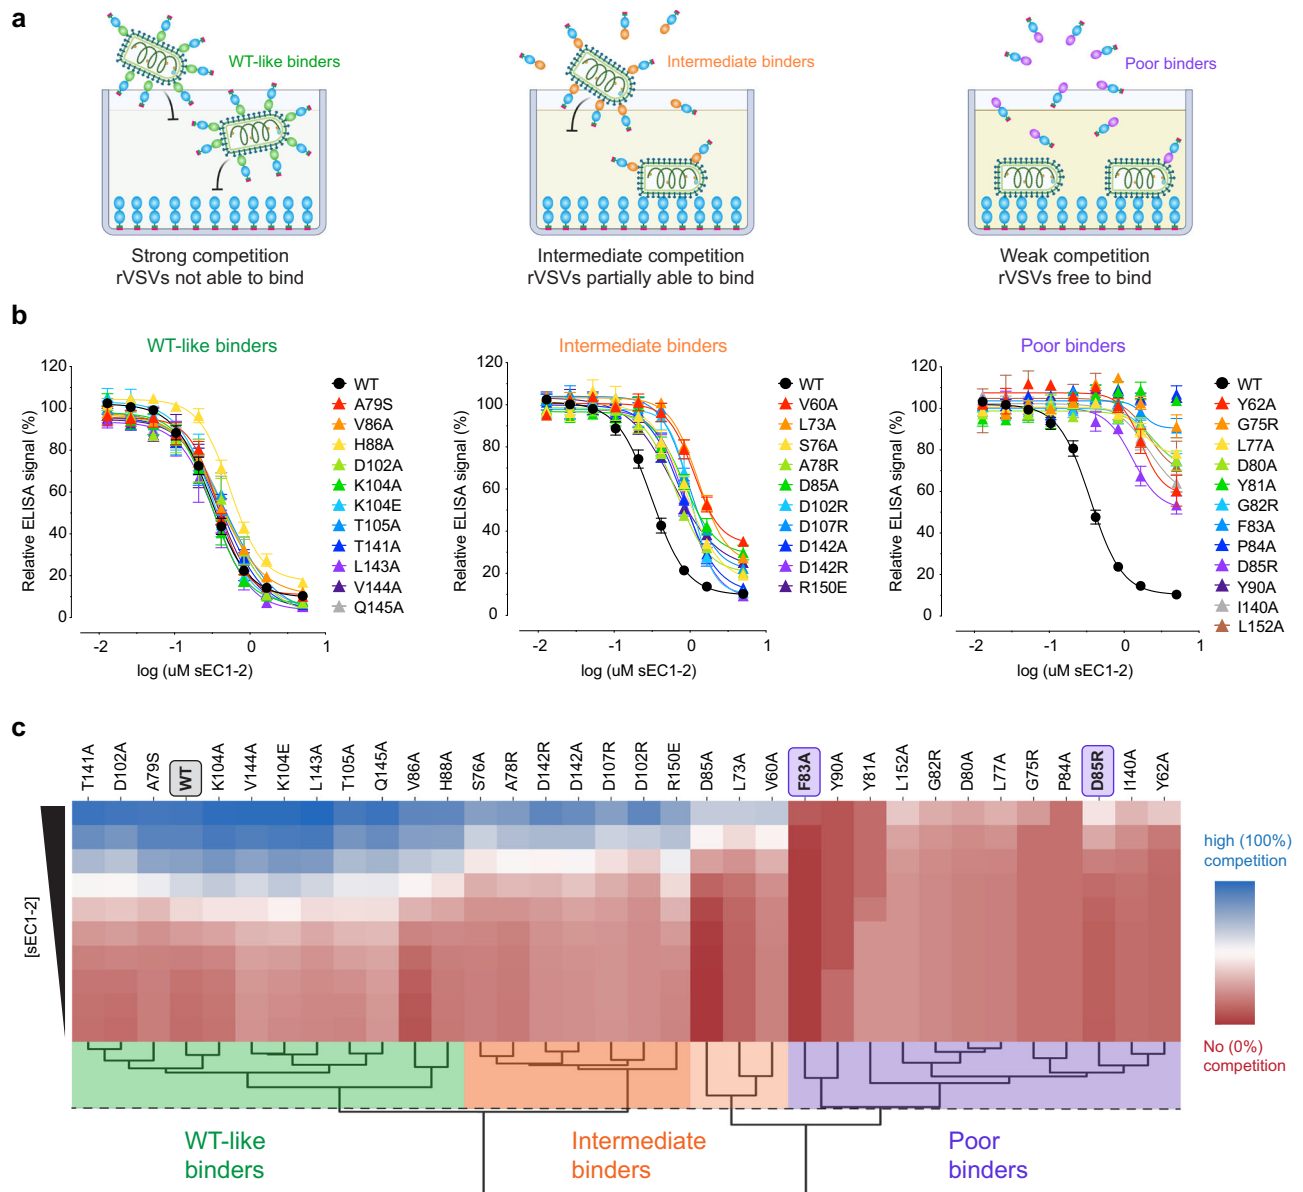 a
WT-like binders
Intermediate binders
Poor binders
Strong competition
rVSVs not able to bind
Intermediate competition
rVSVs partially able to bind
Weak competition
rVSVs free to bind
b
WT-like binders
Relative ELISA signal (%)
120
100
80
60
40
20
0
-2
-1
0
1
log (uM sEC1-2)
WT
A79S
V86A
H88A
D102A
K104A
K104E
T105A
T141A
L143A
V144A
Q145A
Intermediate binders
Relative ELISA signal (%)
120
100
80
60
40
20
0
-2
-1
0
1
log (uM sEC1-2)
WT
V60A
L73A
S76A
A78R
D85A
D102R
D107R
D142A
D142R
R150E
Poor binders
Relative ELISA signal (%)
120
100
80
60
40
20
0
-2
-1
0
1
log (uM sEC1-2)
WT
Y62A
G75R
L77A
D80A
Y81A
G82R
F83A
P84A
D85R
Y90A
I140A
L152A
c
T141A
D102A
A79S
WT
K104A
V144A
K104E
L143A
T105A
Q145A
V86A
H88A
S76A
A78R
D142R
D142A
D107R
D102R
R150E
D85A
L73A
V60A
F83A
Y90A
Y81A
L152A
G82R
D80A
L77A
G75R
P84A
D85R
I140A
Y62A
[sEC1-2]
high (100%)
competition
No (0%)
competition
WT-like
binders
Intermediate
binders
Poor
binders